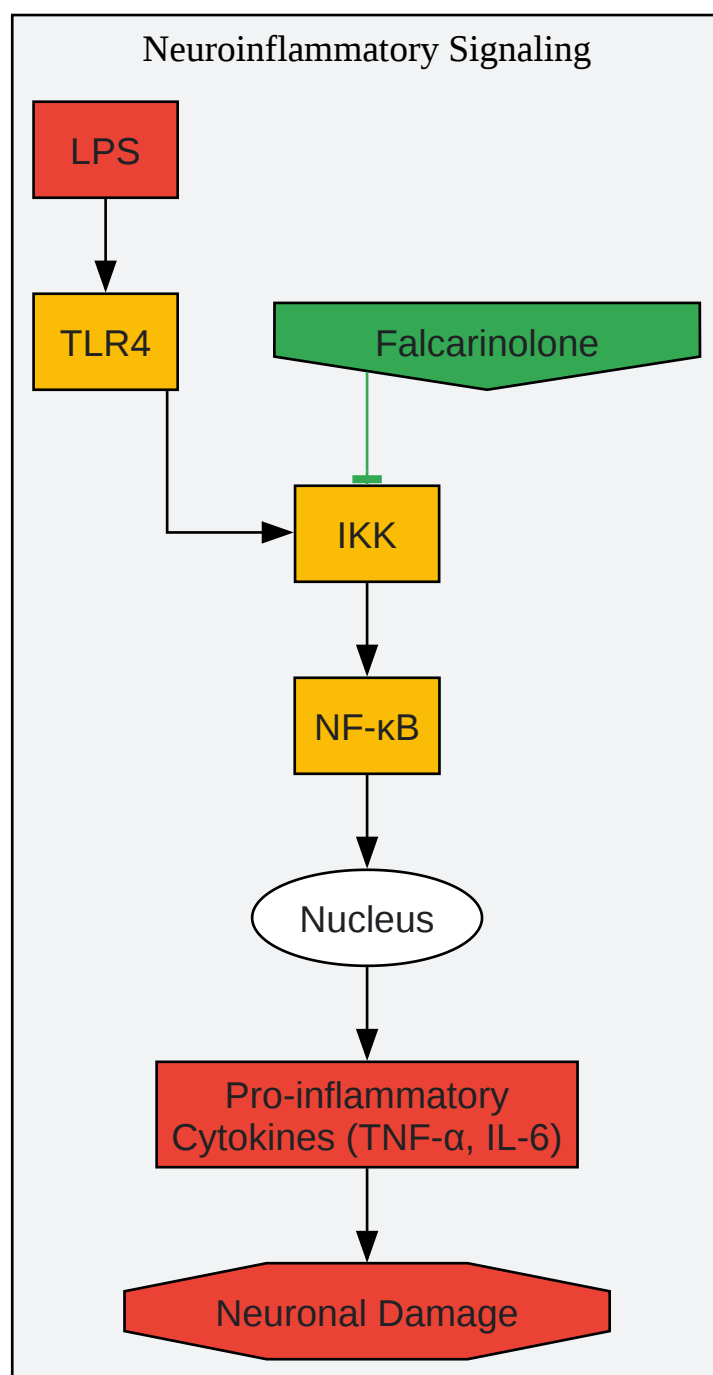 Neuroinflammatory Signaling
LPS
TLR4
Falcarinolone
IKK
NF-κB
Nucleus
Pro-inflammatory
Cytokines (TNF-α, IL-6)
Neuronal Damage